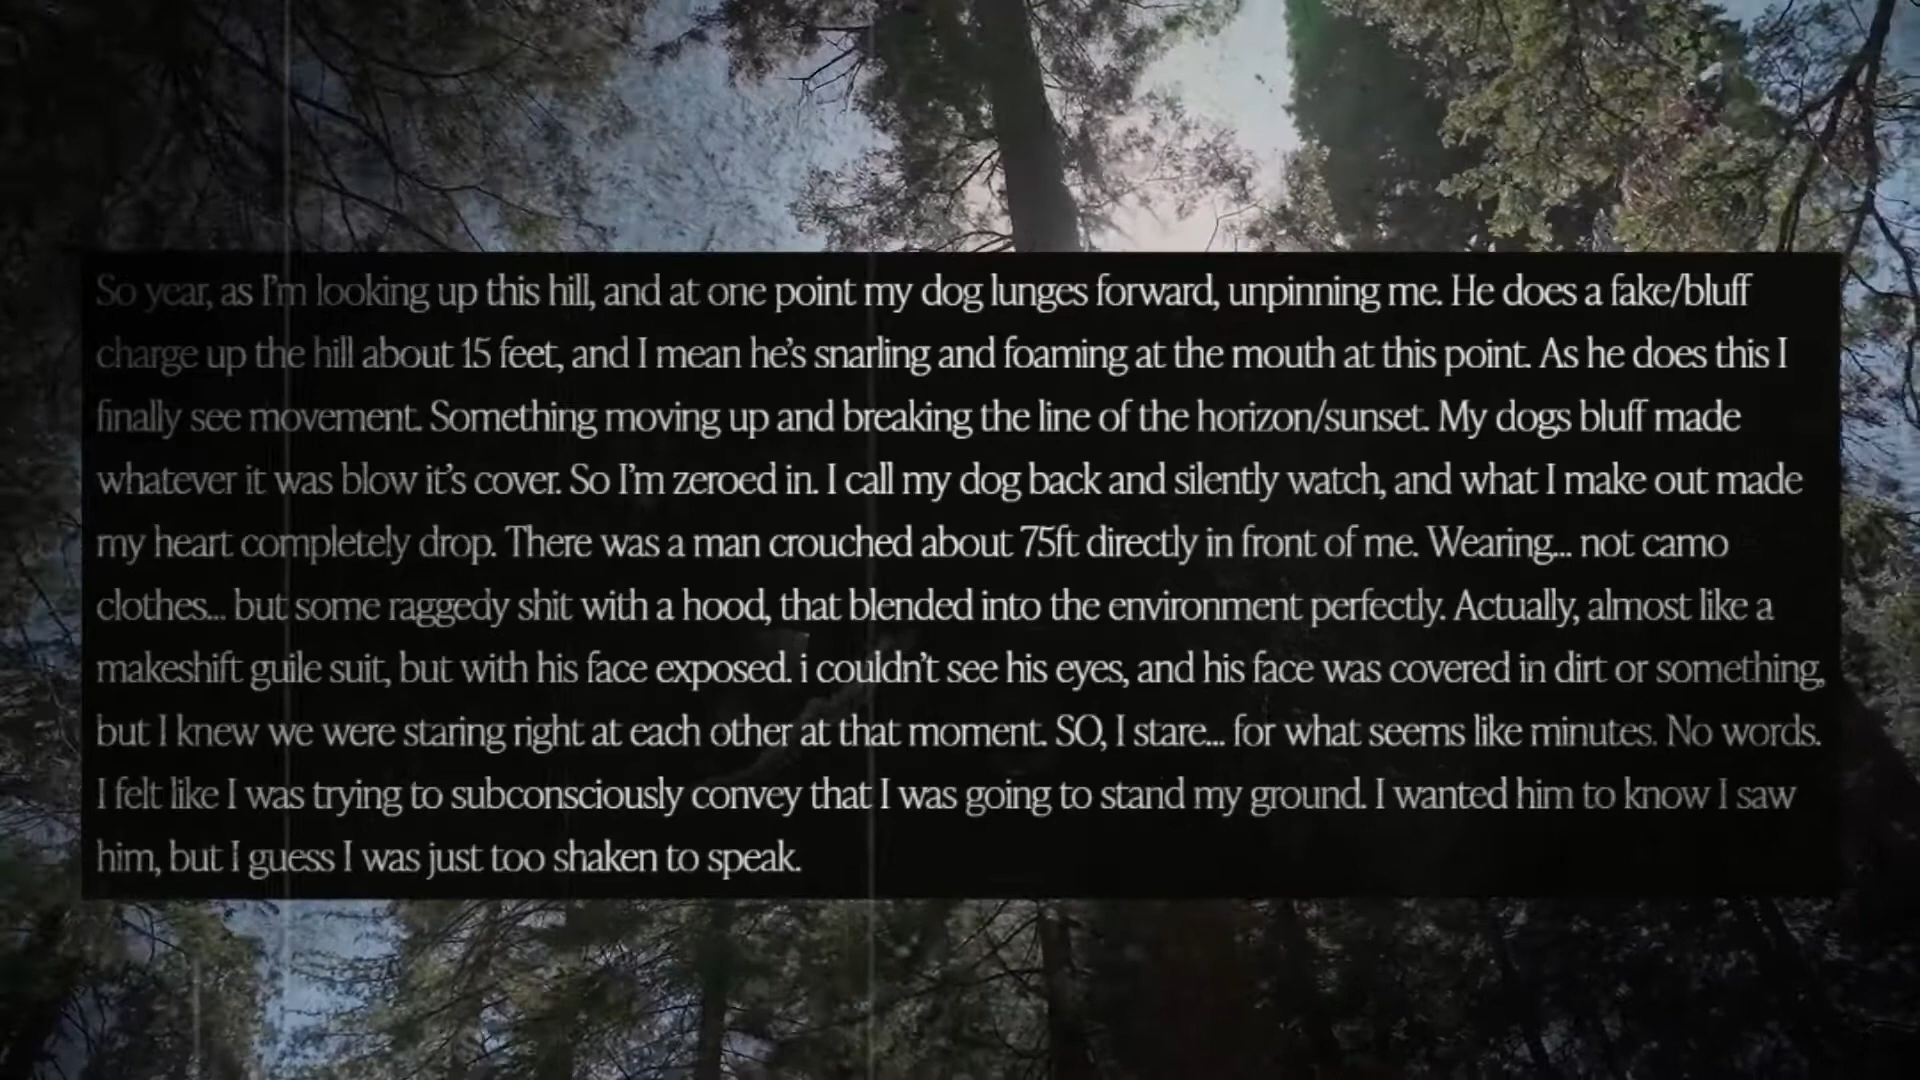 So year, as I'm looking up this hill, and at one point my dog lunges forward, unpinning me. He does a fake/bluff
charge up the hill about 15 feet, and I mean he's snarling and foaming at the mouth at this point. As he does this I
finally see movement. Something moving up and breaking the line of the horizon/sunset. My dogs bluff made
whatever it was blow it's cover. So I'm zeroed in. I call my dog back and silently watch, and what I make out made
my heart completely drop. There was a man crouched about 75ft directly in front of me. Wearing... not camo
clothes... but some raggedy shit with a hood, that blended into the environment perfectly. Actually, almost like a
makeshift guile suit, but with his face exposed. i couldn't see his eyes, and his face was covered in dirt or something,
but I knew we were staring right at each other at that moment. SO, I stare... for what seems like minutes. No words.
I felt like I was trying to subconsciously convey that I was going to stand my ground. I wanted him to know I saw
him, but I guess I was just too shaken to speak.